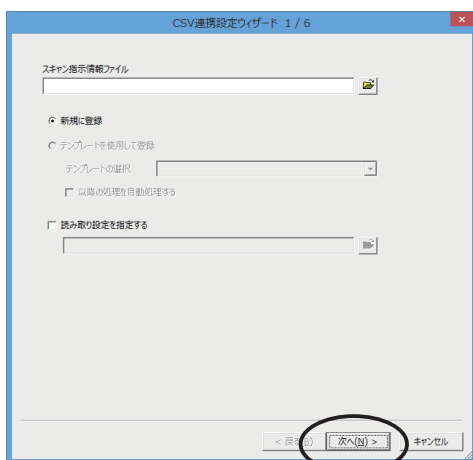 CSV連携設定ウィザード 1 / 6
スキャン指示情報ファイル
新規に登録
テンプレートを使用して登録
テンプレートの選択
以降の処理を自動処理する
読み取り設定を指定する
< 戻る(B) 次へ(N) > キャンセル